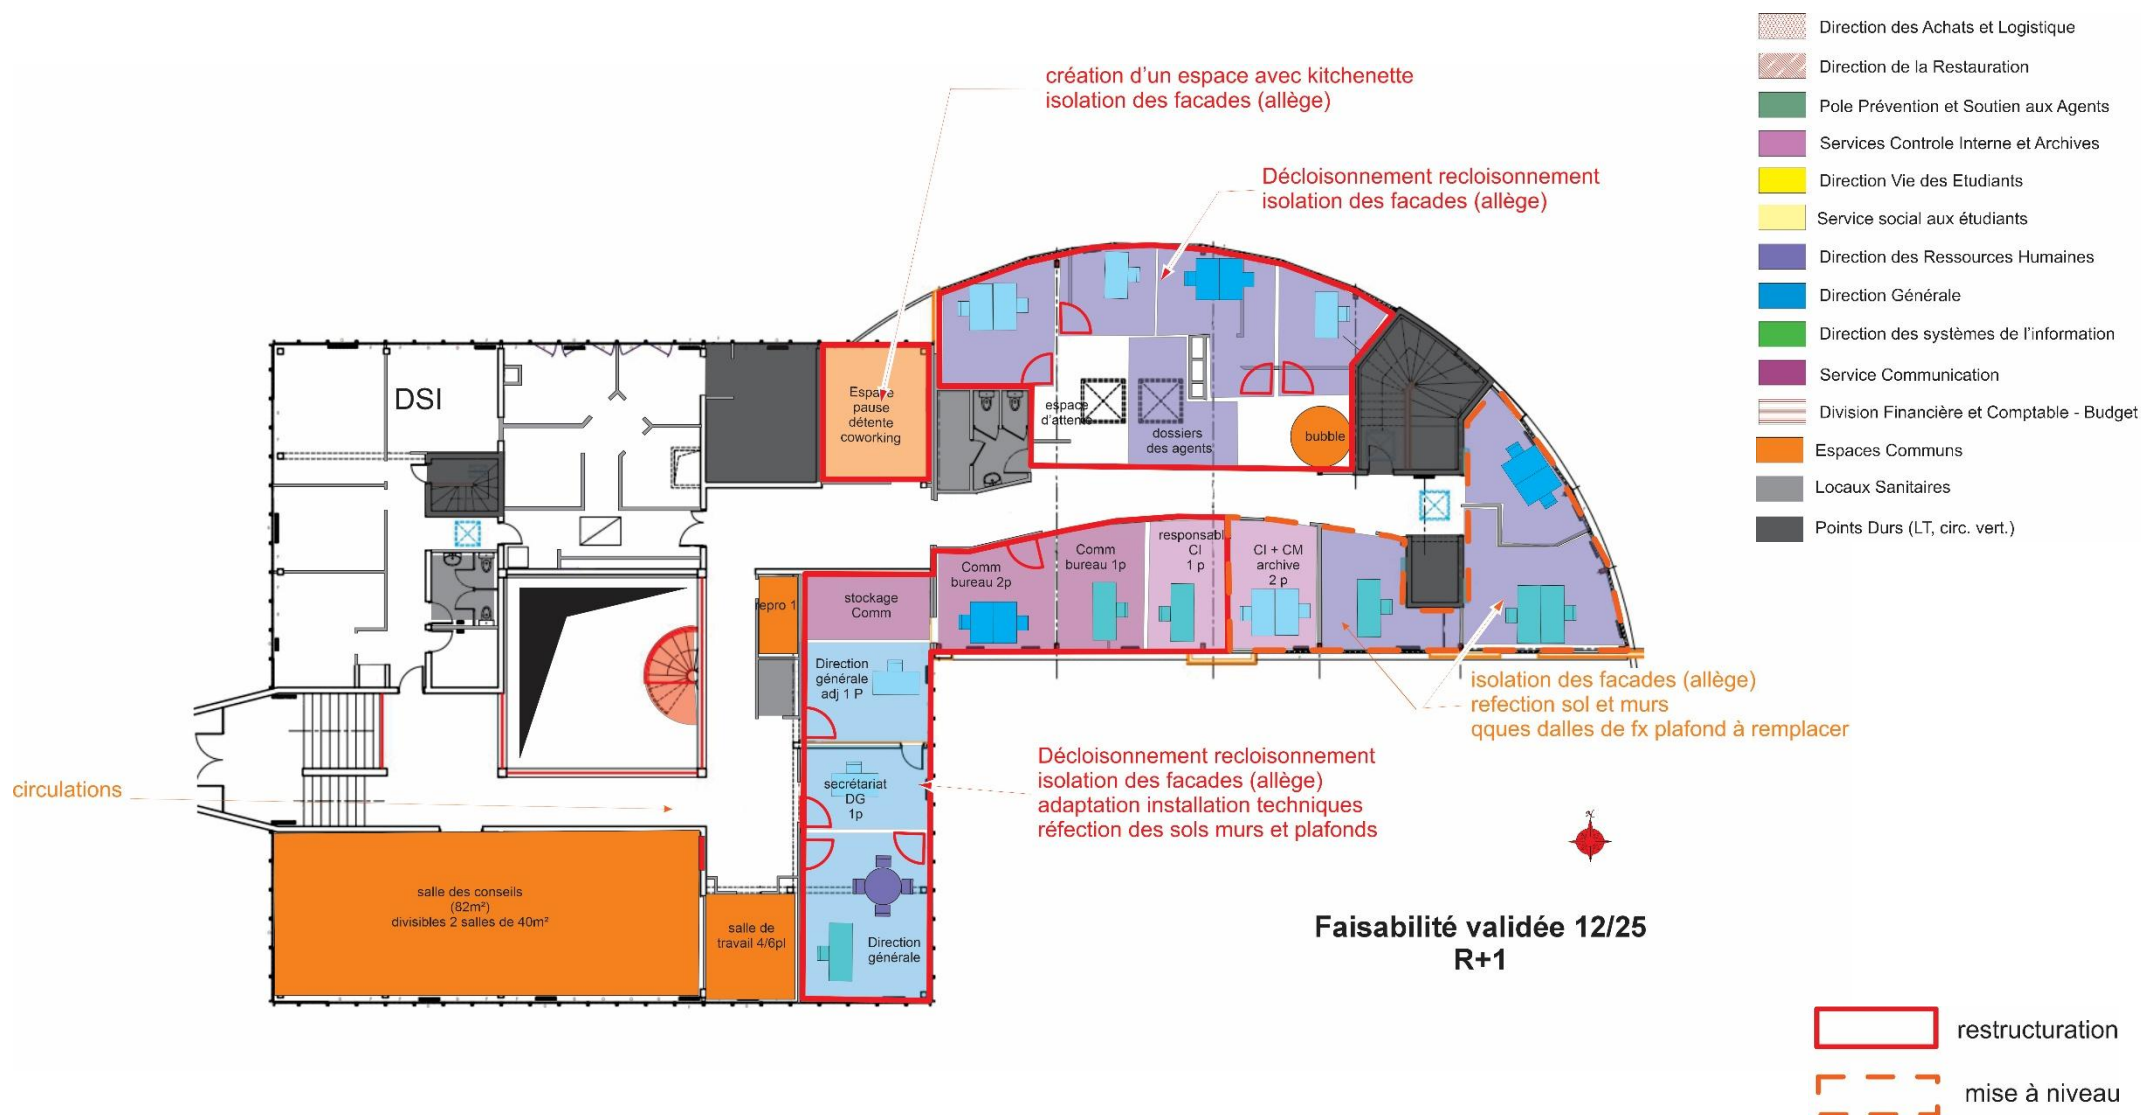 création d'un espace avec kitchenette
isolation des facades (allège)
Décloisonnement recloisonnement
isolation des facades (allège)
Direction des Achats et Logistique
Direction de la Restauration
Pole Prévention et Soutien aux Agents
Services Controle Interne et Archives
Direction Vie des Etudiants
Service social aux étudiants
Direction des Ressources Humaines
Direction Générale
Direction des systèmes de l'information
Service Communication
Division Financière et Comptable - Budget
Espaces Communs
Locaux Sanitaires
Points Durs (LT, circ. vert.)
DSI
Espace
pause
détente
coworking
espace
d'attente
dossiers
des agents
bubble
Comm
bureau 2p
Comm
bureau 1p
responsable
CI
1 p
CI + CM
archive
2 p
repro 1
stockage
Comm
Direction
générale
adj 1 P
secrétariat
DG
1p
Direction
générale
isolation des facades (allège)
refection sol et murs
qques dalles de fx plafond à remplacer
Décloisonnement recloisonnement
isolation des facades (allège)
adaptation installation techniques
réfection des sols murs et plafonds
circulations
salle des conseils
(82m²)
divisibles 2 salles de 40m²
salle de
travail 4/6pl
Faisabilité validée 12/25
R+1
restructuration
mise à niveau